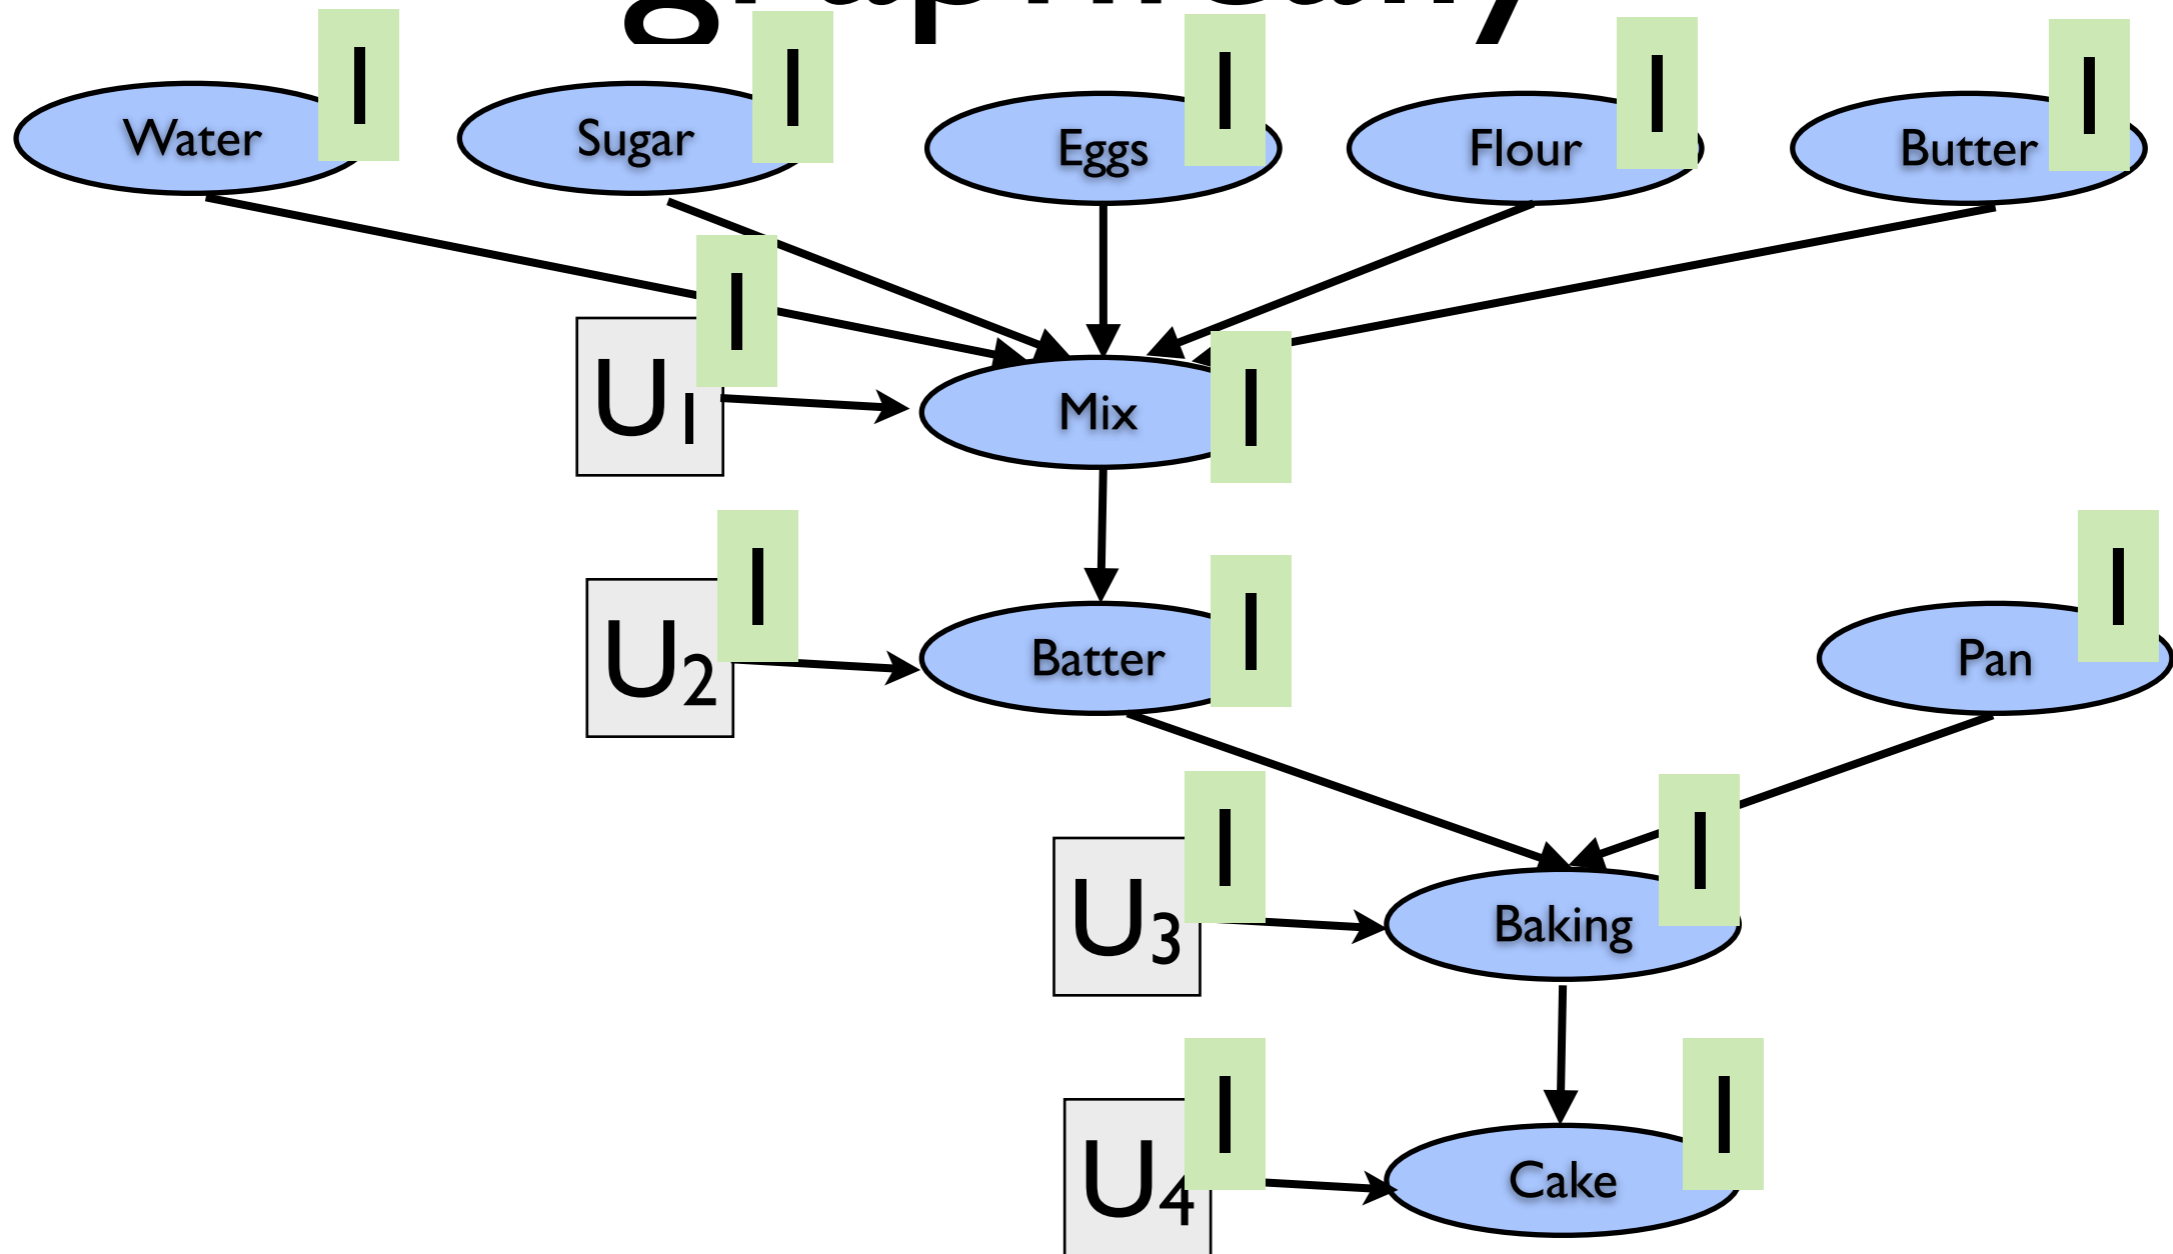 graphically
1 1 1 1 1
Water Sugar Eggs Flour Butter
1
U1 Mix 1
1 1 1
U2 Batter Pan
1 1
U3 Baking
1 1
U4 Cake